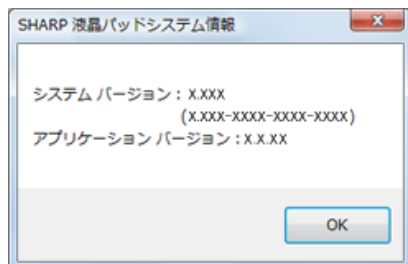 SHARP 液晶パッドシステム情報
システム バージョン : X.XXX
(X.XXX-XXXX-XXXX-XXXX)
アプリケーション バージョン : X.X.XX
OK